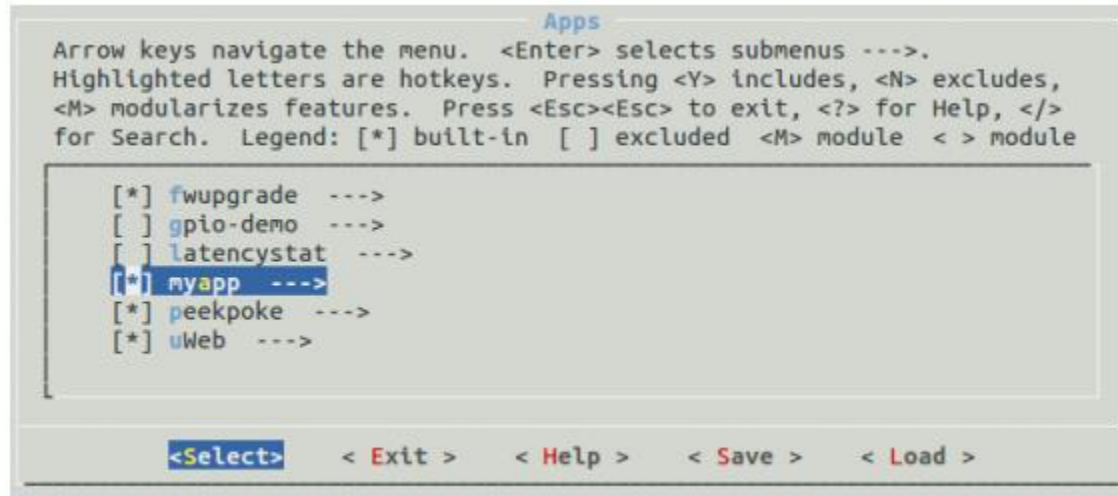 Apps
Arrow keys navigate the menu.  <Enter> selects submenus --->.
Highlighted letters are hotkeys.  Pressing <Y> includes, <N> excludes,
<M> modularizes features.  Press <Esc><Esc> to exit, <?> for Help, </>
for Search.  Legend: [*] built-in  [ ] excluded  <M> module  < > module
[*] fwupgrade  --->
[ ] gpio-demo  --->
[ ] latencystat  --->
[*] myapp  --->
[*] peekpoke  --->
[*] uWeb  --->
<Select>    < Exit >    < Help >    < Save >    < Load >